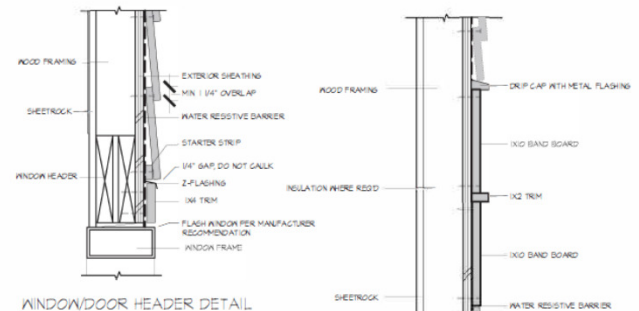 WOOD FRAMING
SHEETROCK
WINDOW HEADER
EXTERIOR SHEATHING
MIN 1 1/4" OVERLAP
WATER RESISTIVE BARRIER
STARTER STRIP
1/4" GAP, DO NOT CAULK
Z-FLASHING
1X4 TRIM
FLASH WINDOW PER MANUFACTURER
RECOMMENDATION
WINDOW FRAME
WINDOW/DOOR HEADER DETAIL
WOOD FRAMING
INSULATION WHERE REQ'D
SHEETROCK
DRIP CAP WITH METAL FLASHING
1X10 BAND BOARD
1X2 TRIM
1X10 BAND BOARD
WATER RESISTIVE BARRIER